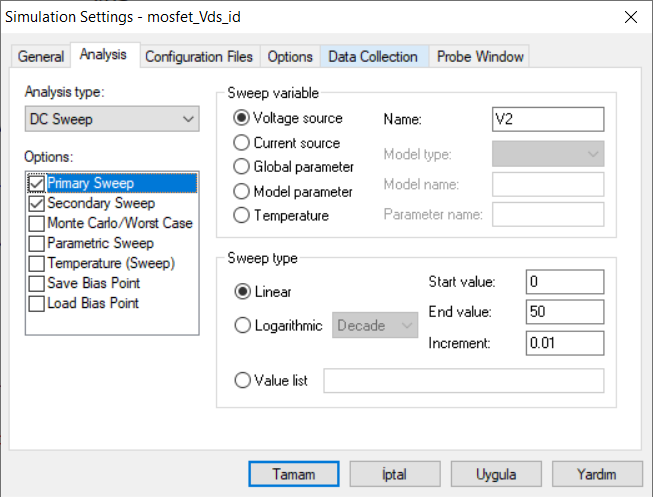 Simulation Settings - mosfet_Vds_id
General
Analysis
Configuration Files
Options
Data Collection
Probe Window
Analysis type:
DC Sweep
Options:
Primary Sweep
Secondary Sweep
Monte Carlo/Worst Case
Parametric Sweep
Temperature (Sweep)
Save Bias Point
Load Bias Point
Sweep variable
Voltage source
Current source
Global parameter
Model parameter
Temperature
Name:
V2
Model type:
Model name:
Parameter name:
Sweep type
Linear
Logarithmic
Decade
Value list
Start value:
0
End value:
50
Increment:
0.01
Tamam
İptal
Uygula
Yardım